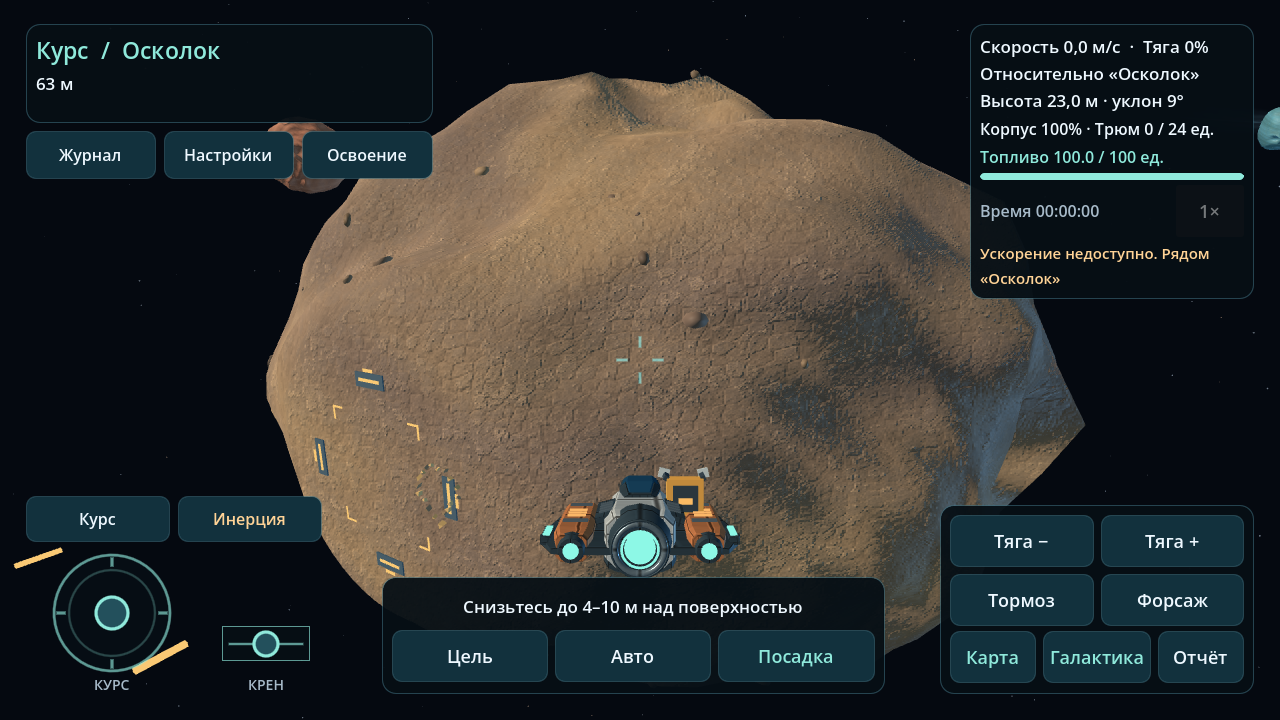 Курс / Осколок
63 м
Журнал
Настройки
Освоение
Скорость 0,0 м/с · Тяга 0%
Относительно «Осколок»
Высота 23,0 м · уклон 9°
Корпус 100% · Трюм 0 / 24 ед.
Топливо 100.0 / 100 ед.
Время 00:00:00
1×
Ускорение недоступно. Рядом
«Осколок»
Курс
Инерция
КУРС
КРЕН
Снизьтесь до 4–10 м над поверхностью
Цель
Авто
Посадка
Тяга −
Тяга +
Тормоз
Форсаж
Карта
Галактика
Отчёт